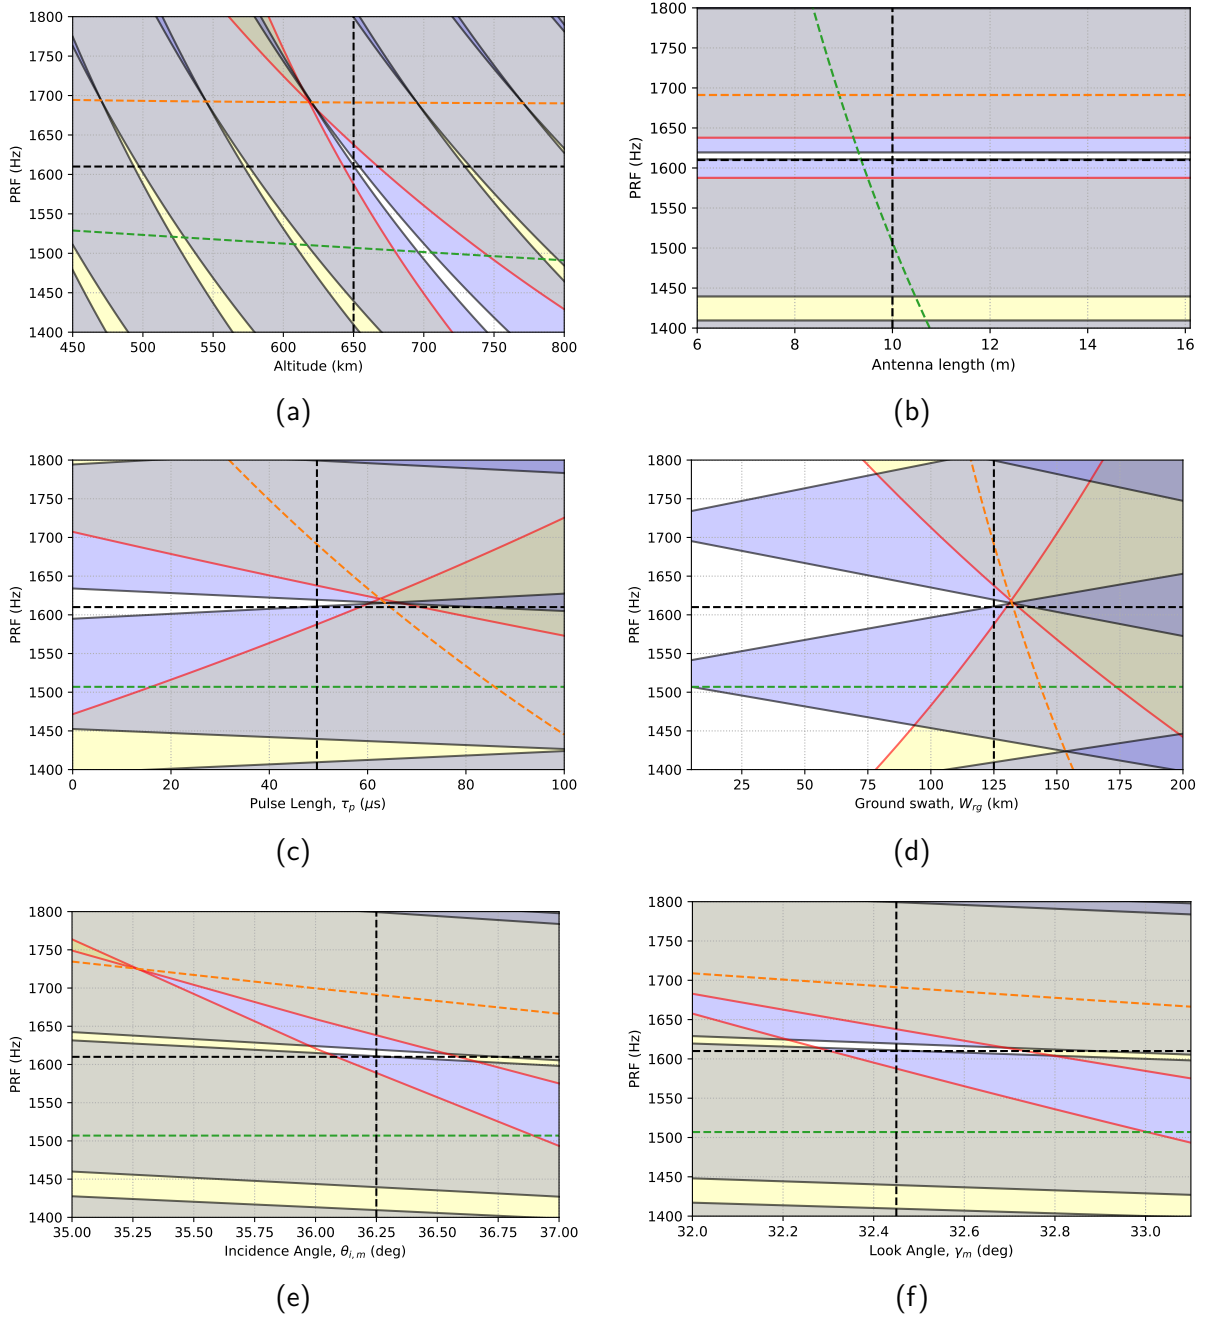 1800
1750
1700
1650
1600
1550
1500
1450
1400
PRF (Hz)
450 500 550 600 650 700 750 800
Altitude (km)
(a)
1800
1700
1650
1600
1550
1500
1450
1400
PRF (Hz)
6 8 10 12 14 16
Antenna length (m)
(b)
1800
1750
1700
1650
1600
1550
1500
1450
1400
PRF (Hz)
0 20 40 60 80 100
Pulse Lengh, τp (μs)
(c)
1800
1750
1700
1650
1600
1550
1500
1450
1400
PRF (Hz)
25 50 75 100 125 150 175 200
Ground swath, Wrg (km)
(d)
1800
1750
1700
1650
1600
1550
1500
1450
1400
PRF (Hz)
35.00 35.25 35.50 35.75 36.00 36.25 36.50 36.75 37.00
Incidence Angle, θi,m (deg)
(e)
1800
1750
1700
1650
1600
1550
1500
1450
1400
PRF (Hz)
32.0 32.2 32.4 32.6 32.8 33.0
Look Angle, γm (deg)
(f)